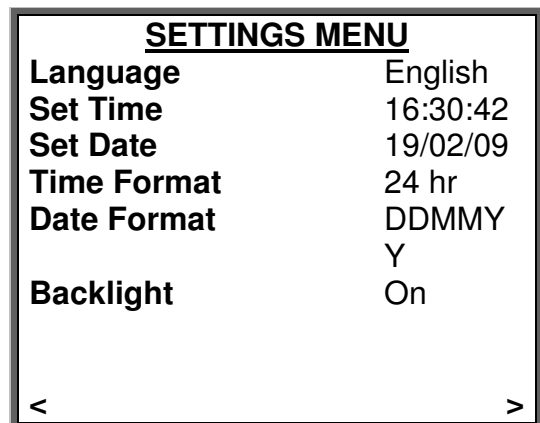 SETTINGS MENU
Language English
Set Time 16:30:42
Set Date 19/02/09
Time Format 24 hr
Date Format DDMMY
Y
Backlight On
< >